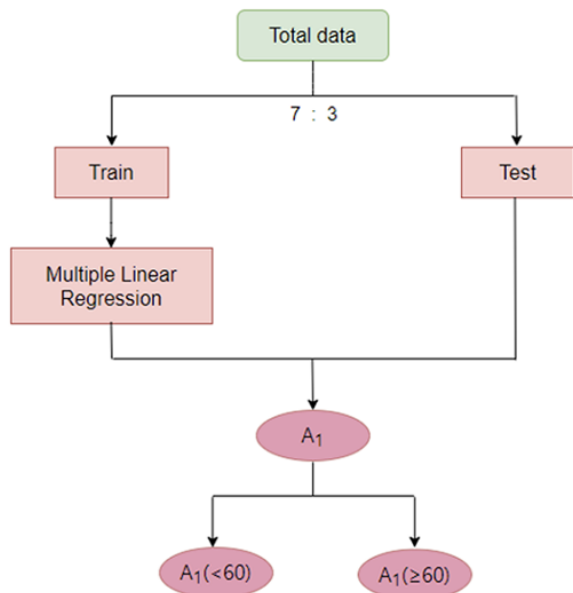 Total data
7 : 3
Train
Test
Multiple Linear
Regression
A₁
A₁(<60)
A₁(≥60)